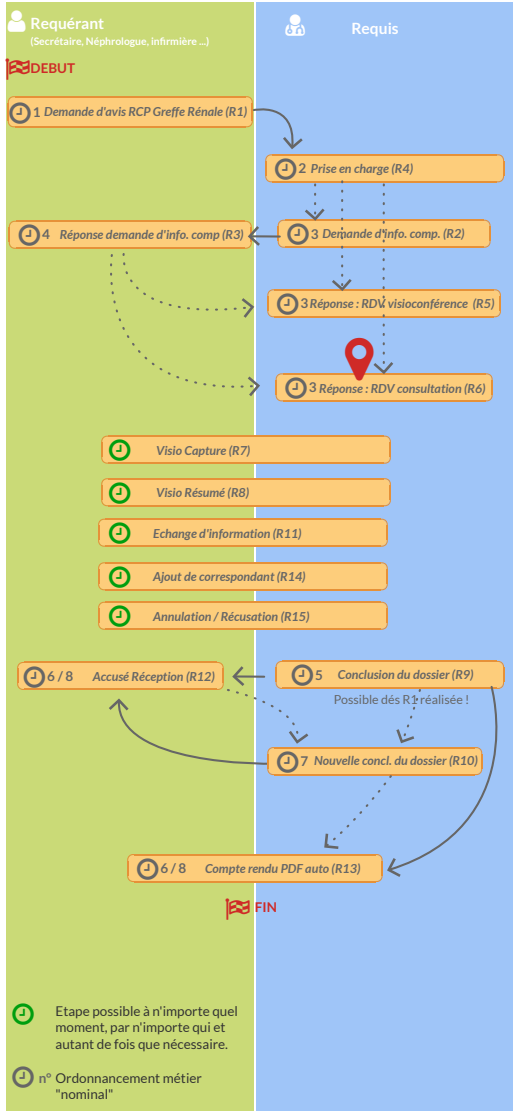 Requérant
(Secrétaire, Néphrologue, infirmière ...)
Requis
DEBUT
1 Demande d'avis RCP Greffe Rénale (R1)
2 Prise en charge (R4)
4 Réponse demande d'info. comp (R3)
3 Demande d'info. comp. (R2)
3 Réponse : RDV visioconférence (R5)
3 Réponse : RDV consultation (R6)
Visio Capture (R7)
Visio Résumé (R8)
Echange d'information (R11)
Ajout de correspondant (R14)
Annulation / Récusation (R15)
6 / 8 Accusé Réception (R12)
5 Conclusion du dossier (R9)
Possible dés R1 réalisée !
7 Nouvelle concl. du dossier (R10)
6 / 8 Compte rendu PDF auto (R13)
FIN
Etape possible à n'importe quel
moment, par n'importe qui et
autant de fois que nécessaire.
n° Ordonnancement métier
"nominal"